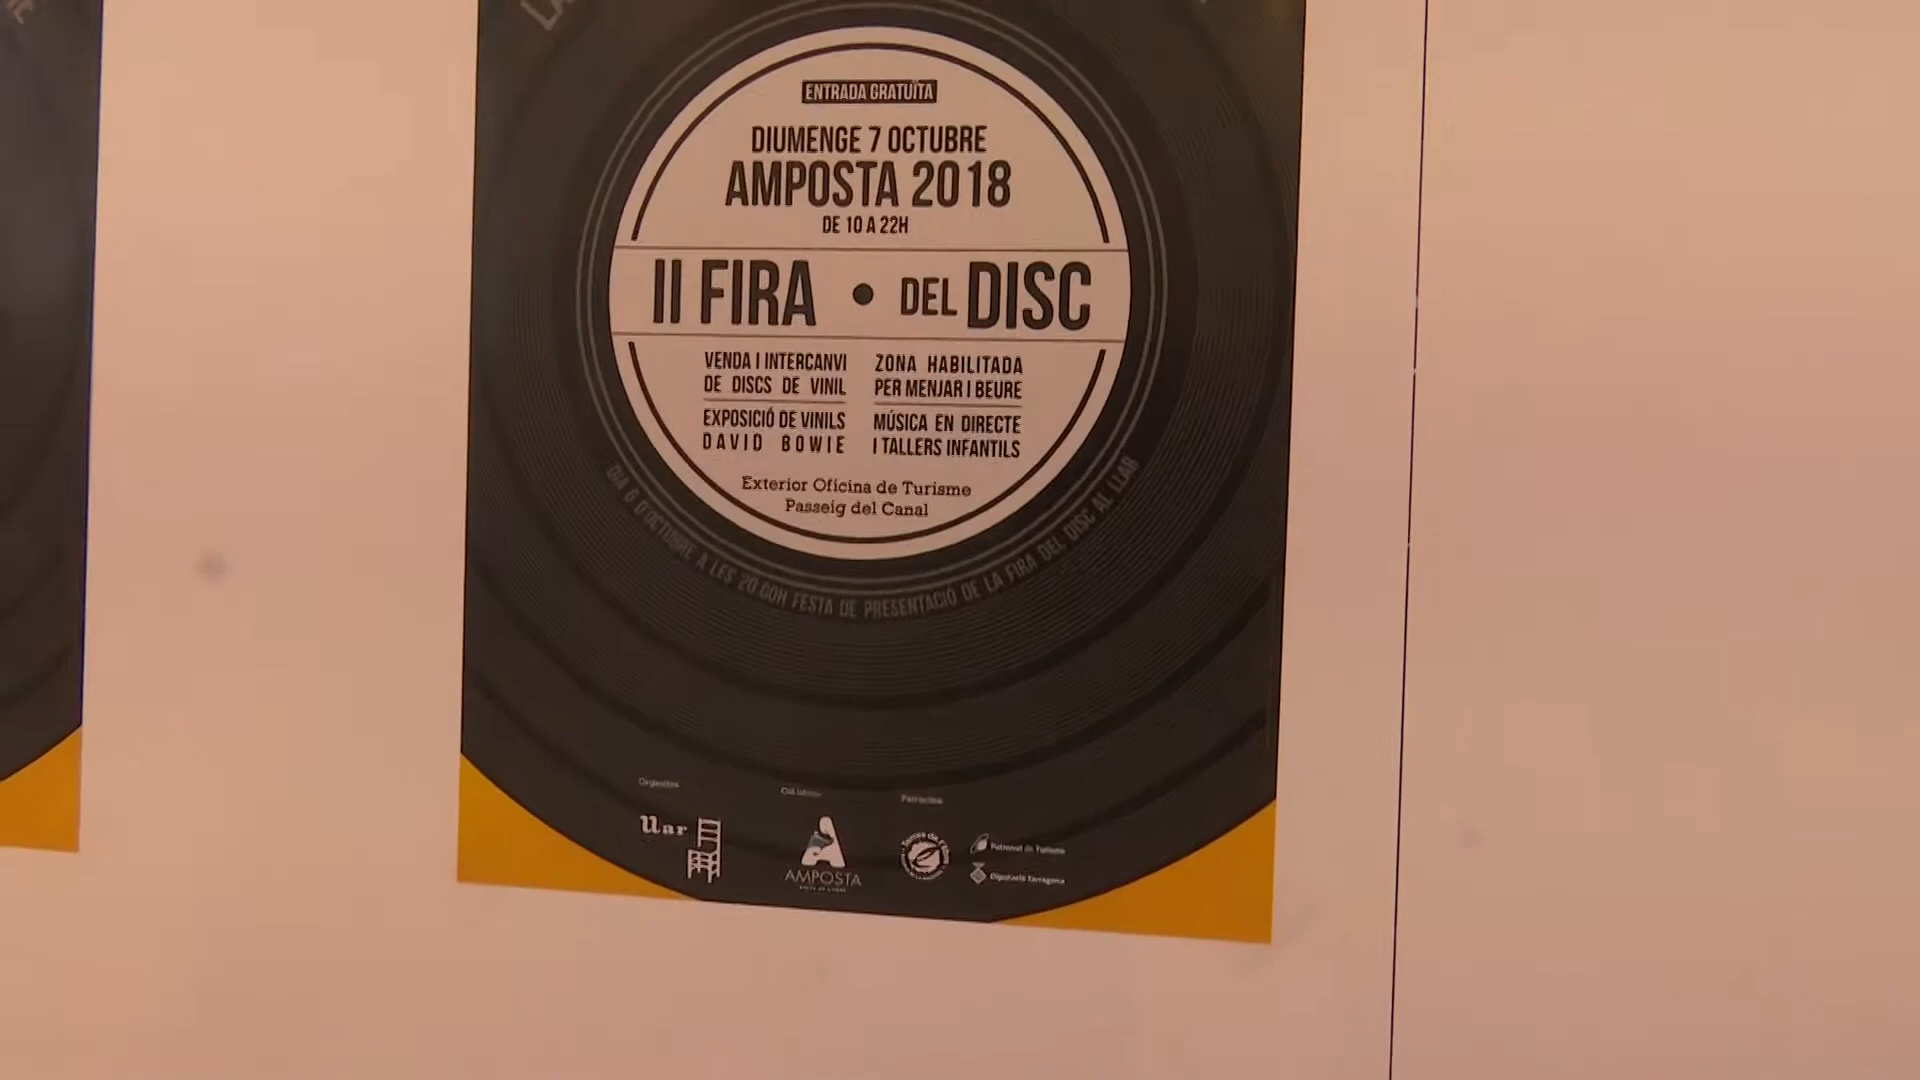 ENTRADA GRATUÏTA
DIUMENGE 7 OCTUBRE
AMPOSTA 2018
DE 10 A 22H
II FIRA • DEL DISC
VENDA I INTERCANVI
DE DISCS DE VINIL
EXPOSICIÓ DE VINILS
DAVID BOWIE
ZONA HABILITADA
PER MENJAR I BEURE
MÚSICA EN DIRECTE
I TALLERS INFANTILS
Exterior Oficina de Turisme
Passeig del Canal
DIA 6 D'OCTUBRE A LES 20:00H FESTA DE PRESENTACIÓ DE LA FIRA DEL DISC AL LLAR
Organitza
Patrocina
llar
AMPOSTA
Patronat de Turisme
Diputació Tarragona